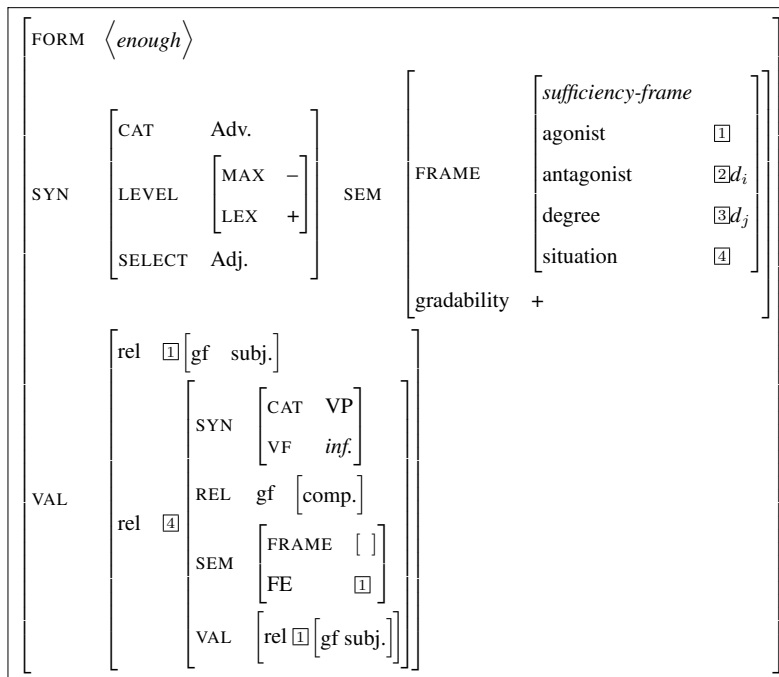 FORM ⟨enough⟩
sufficiency-frame
CAT Adv.
agonist 1
MAX −
FRAME antagonist 2 dᵢ
SYN LEVEL SEM
LEX +
degree 3 dⱼ
SELECT Adj.
situation 4
gradability +
rel 1 [gf subj.]
CAT VP
SYN
VF inf.
REL gf [comp.]
VAL rel 4
FRAME [ ]
SEM
FE 1
VAL [rel 1 [gf subj.]]